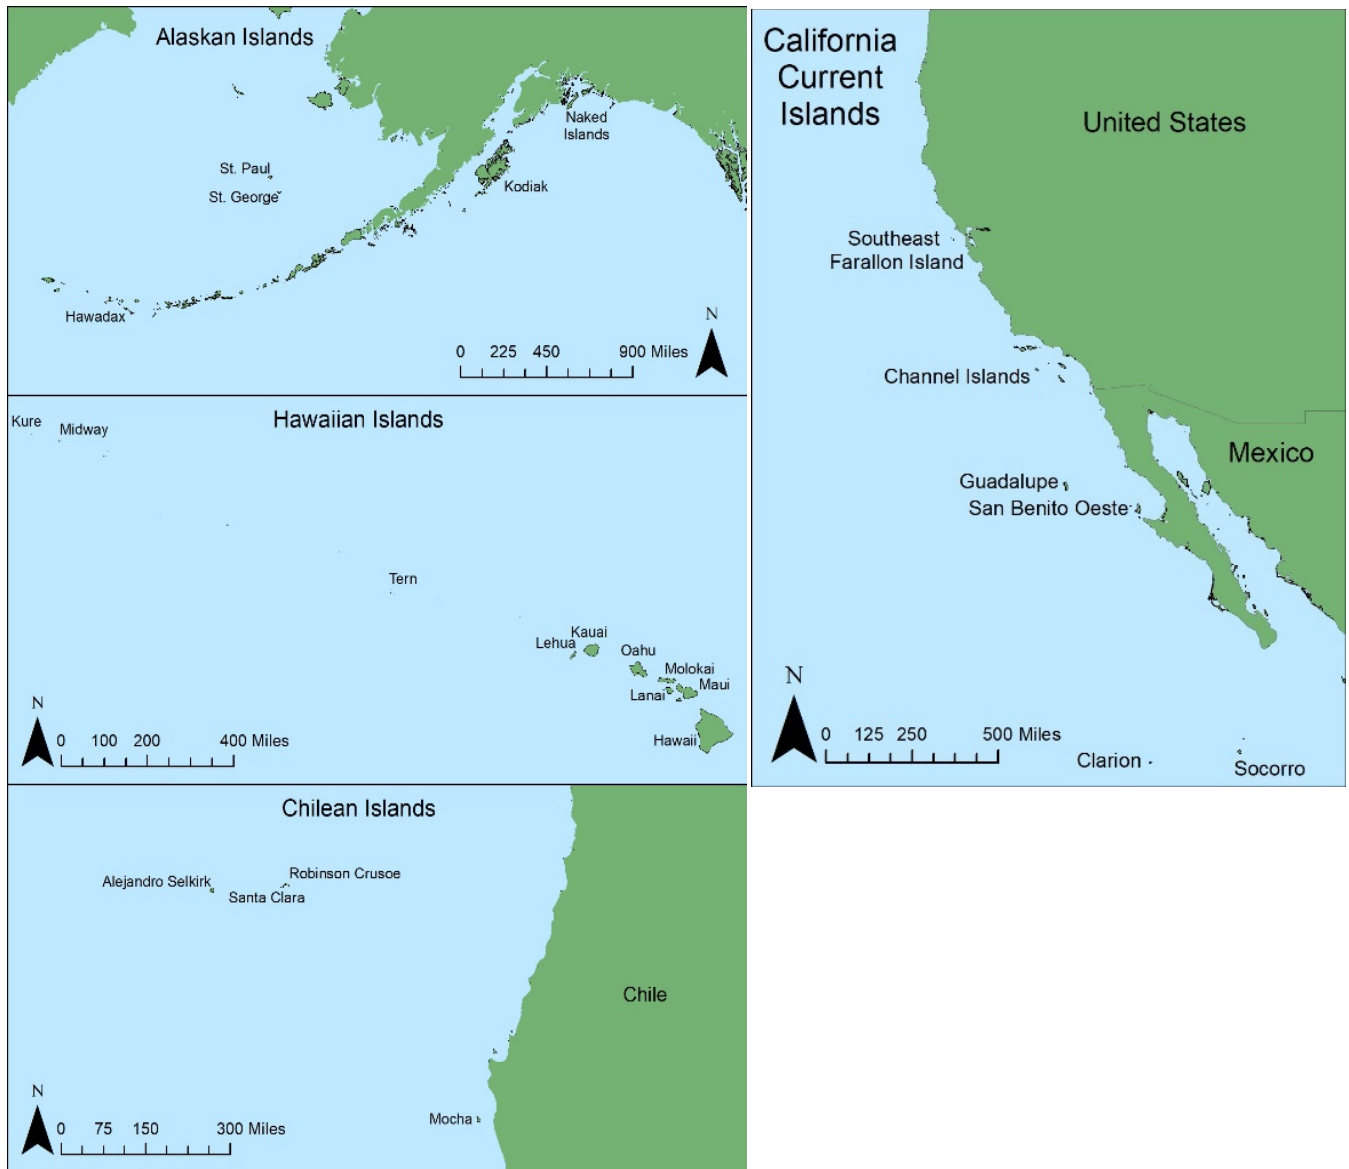 Alaskan Islands
Naked
Islands
St. Paul
St. George
Kodiak
Hawadax
N
0 225 450 900 Miles
Hawaiian Islands
Kure
Midway
Tern
Lehua
Kauai
Oahu
Molokai
Lanai
Maui
Hawaii
N
0 100 200 400 Miles
Chilean Islands
Alejandro Selkirk
Robinson Crusoe
Santa Clara
Chile
Mocha
N
0 75 150 300 Miles
California
Current
Islands
United States
Southeast
Farallon Island
Channel Islands
Mexico
Guadalupe
San Benito Oeste
N
0 125 250 500 Miles
Clarion
Socorro